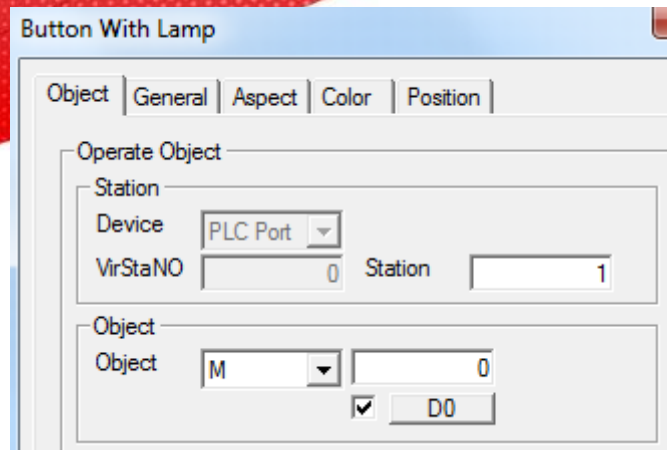 Button With Lamp
Object General Aspect Color Position
Operate Object
Station
Device PLC Port
VirStaNO 0 Station 1
Object
Object M 0
D0